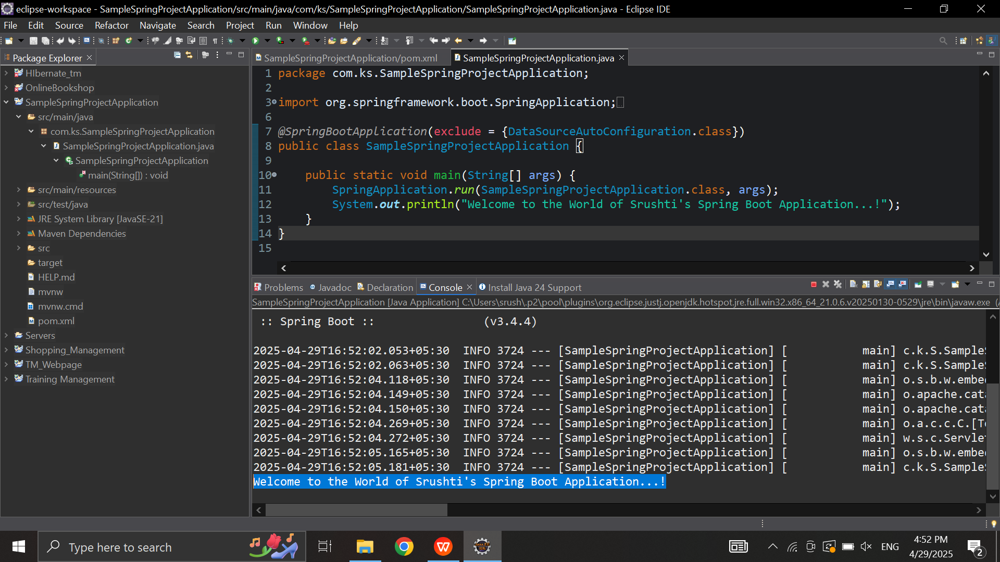 eclipse-workspace - SampleSpringProjectApplication/src/main/java/com/ks/SampleSpringProjectApplication/SampleSpringProjectApplication.java - Eclipse IDE
File Edit Source Refactor Navigate Search Project Run Window Help
Package Explorer
HIbernate_tm
OnlineBookshop
SampleSpringProjectApplication
src/main/java
com.ks.SampleSpringProjectApplication
SampleSpringProjectApplication.java
SampleSpringProjectApplication
main(String[]) : void
src/main/resources
src/test/java
JRE System Library [JavaSE-21]
Maven Dependencies
src
target
HELP.md
mvnw
mvnw.cmd
pom.xml
Servers
Shopping_Management
TM_Webpage
Training Management
SampleSpringProjectApplication/pom.xml SampleSpringProjectApplication.java
1 package com.ks.SampleSpringProjectApplication;
2
3 import org.springframework.boot.SpringApplication;
6
7 @SpringBootApplication(exclude = {DataSourceAutoConfiguration.class})
8 public class SampleSpringProjectApplication {
9
10 public static void main(String[] args) {
11 SpringApplication.run(SampleSpringProjectApplication.class, args);
12 System.out.println("Welcome to the World of Srushti's Spring Boot Application...!");
13 }
14 }
15
Problems Javadoc Declaration Console Install Java 24 Support
SampleSpringProjectApplication [Java Application] C:\Users\srush\.p2\pool\plugins\org.eclipse.justj.openjdk.hotspot.jre.full.win32.x86_64_21.0.6.v20250130-0529\jre\bin\javaw.exe
:: Spring Boot :: (v3.4.4)
2025-04-29T16:52:02.053+05:30 INFO 3724 --- [SampleSpringProjectApplication] [ main] c.k.S.Sample
2025-04-29T16:52:02.063+05:30 INFO 3724 --- [SampleSpringProjectApplication] [ main] c.k.S.Sample
2025-04-29T16:52:04.118+05:30 INFO 3724 --- [SampleSpringProjectApplication] [ main] o.s.b.w.embe
2025-04-29T16:52:04.149+05:30 INFO 3724 --- [SampleSpringProjectApplication] [ main] o.apache.cat
2025-04-29T16:52:04.150+05:30 INFO 3724 --- [SampleSpringProjectApplication] [ main] o.apache.cat
2025-04-29T16:52:04.269+05:30 INFO 3724 --- [SampleSpringProjectApplication] [ main] o.a.c.c.C.[T
2025-04-29T16:52:04.272+05:30 INFO 3724 --- [SampleSpringProjectApplication] [ main] w.s.c.Servle
2025-04-29T16:52:05.165+05:30 INFO 3724 --- [SampleSpringProjectApplication] [ main] o.s.b.w.embe
2025-04-29T16:52:05.181+05:30 INFO 3724 --- [SampleSpringProjectApplication] [ main] c.k.S.Sample
Welcome to the World of Srushti's Spring Boot Application...!
Type here to search
ENG
4:52 PM
4/29/2025
2